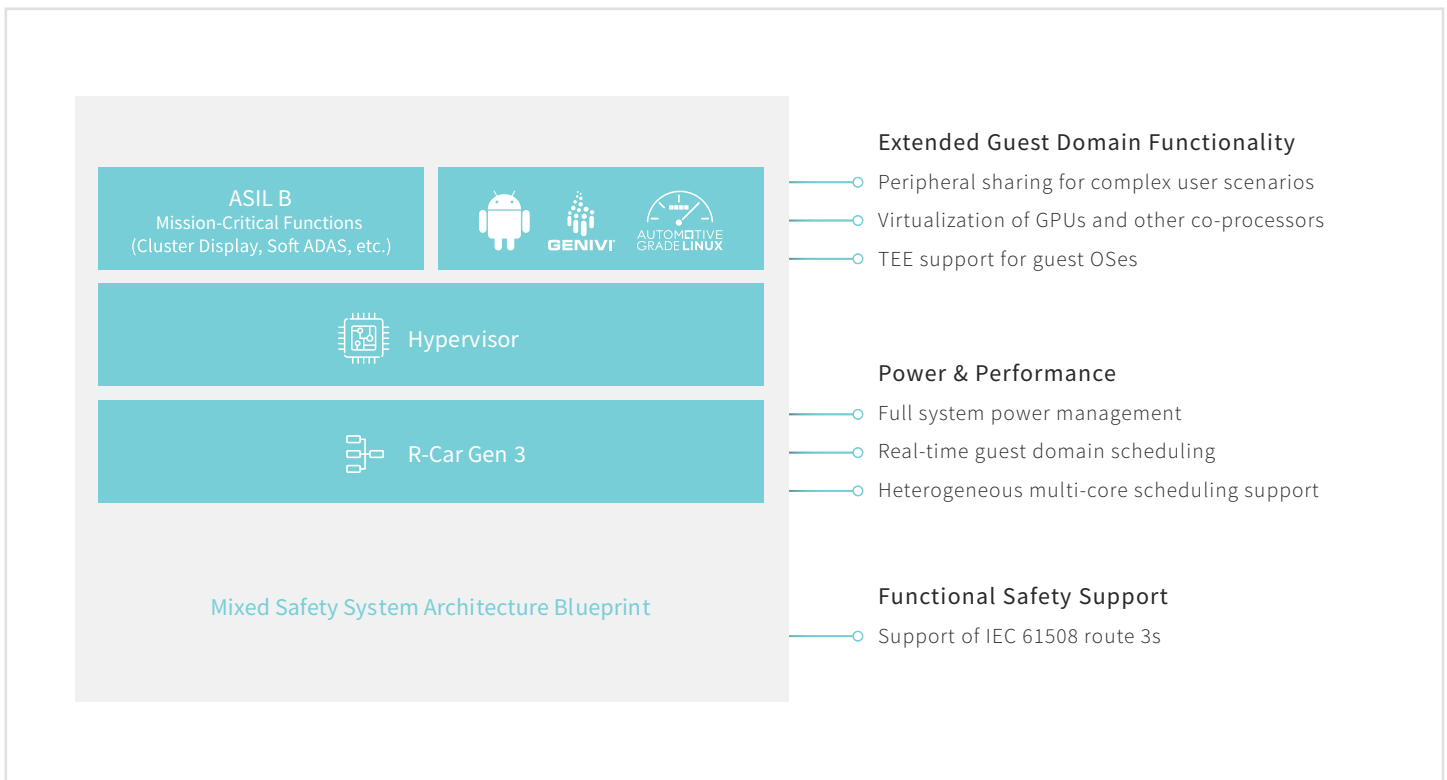 ASIL B
Mission-Critical Functions
(Cluster Display, Soft ADAS, etc.)
GENIVI
AUTOMOTIVE
GRADE LINUX
Hypervisor
R-Car Gen 3
Mixed Safety System Architecture Blueprint
Extended Guest Domain Functionality
Peripheral sharing for complex user scenarios
Virtualization of GPUs and other co-processors
TEE support for guest OSes
Power & Performance
Full system power management
Real-time guest domain scheduling
Heterogeneous multi-core scheduling support
Functional Safety Support
Support of IEC 61508 route 3s